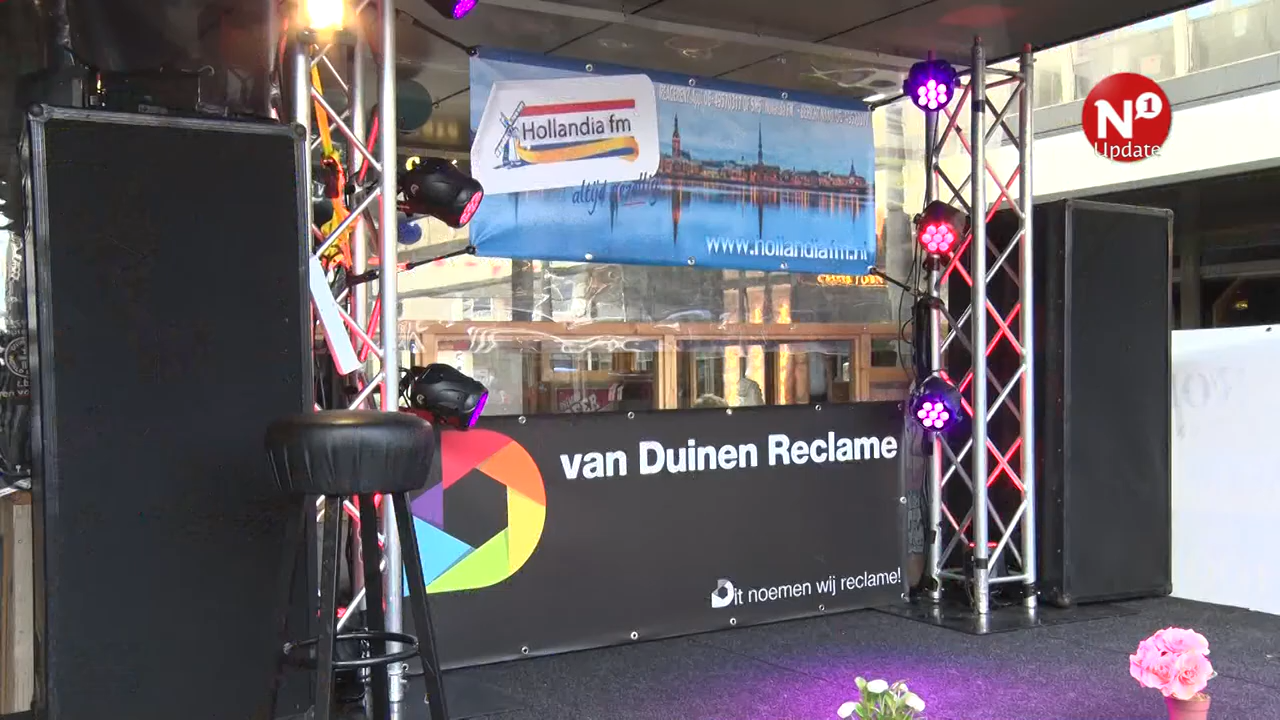 N1
Update
Hollandia fm
altijd gezellig
www.hollandiafm.nl
van Duinen Reclame
Dit noemen wij reclame!